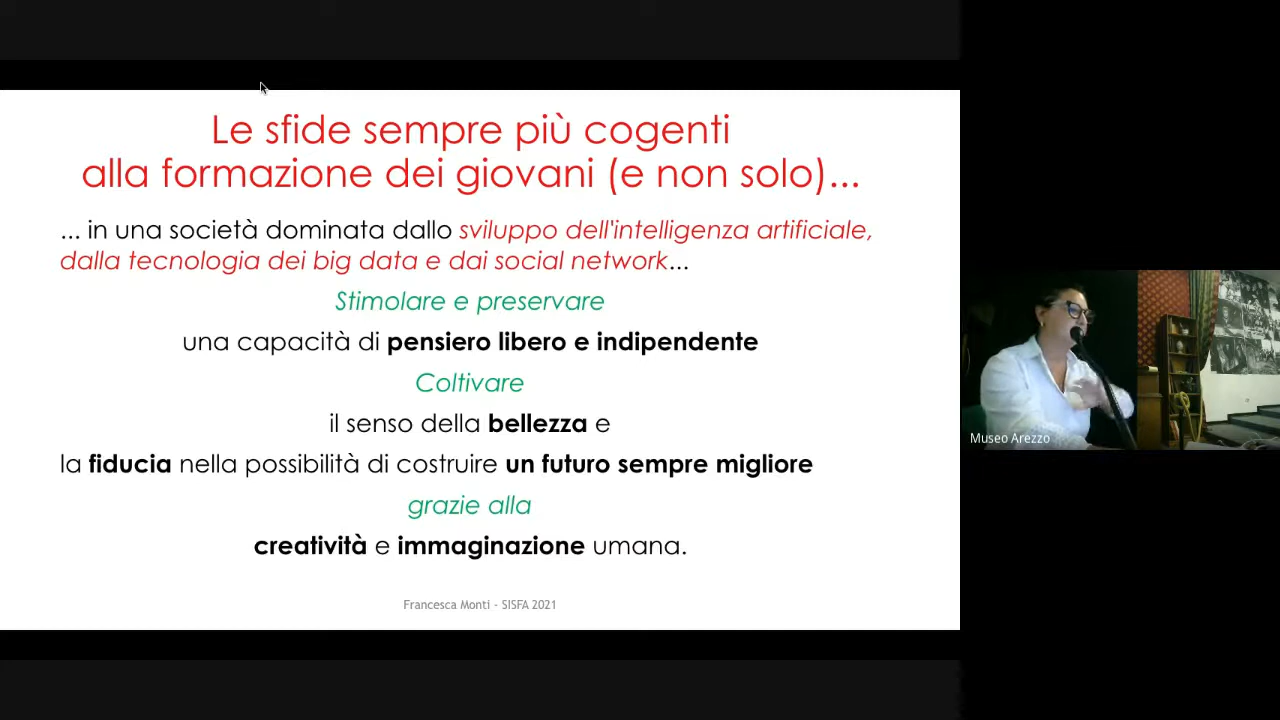 Le sfide sempre più cogenti
alla formazione dei giovani (e non solo)...
... in una società dominata dallo sviluppo dell'intelligenza artificiale,
dalla tecnologia dei big data e dai social network...
Stimolare e preservare
una capacità di pensiero libero e indipendente
Coltivare
il senso della bellezza e
la fiducia nella possibilità di costruire un futuro sempre migliore
grazie alla
creatività e immaginazione umana.
Francesca Monti - SISFA 2021
Museo Arezzo